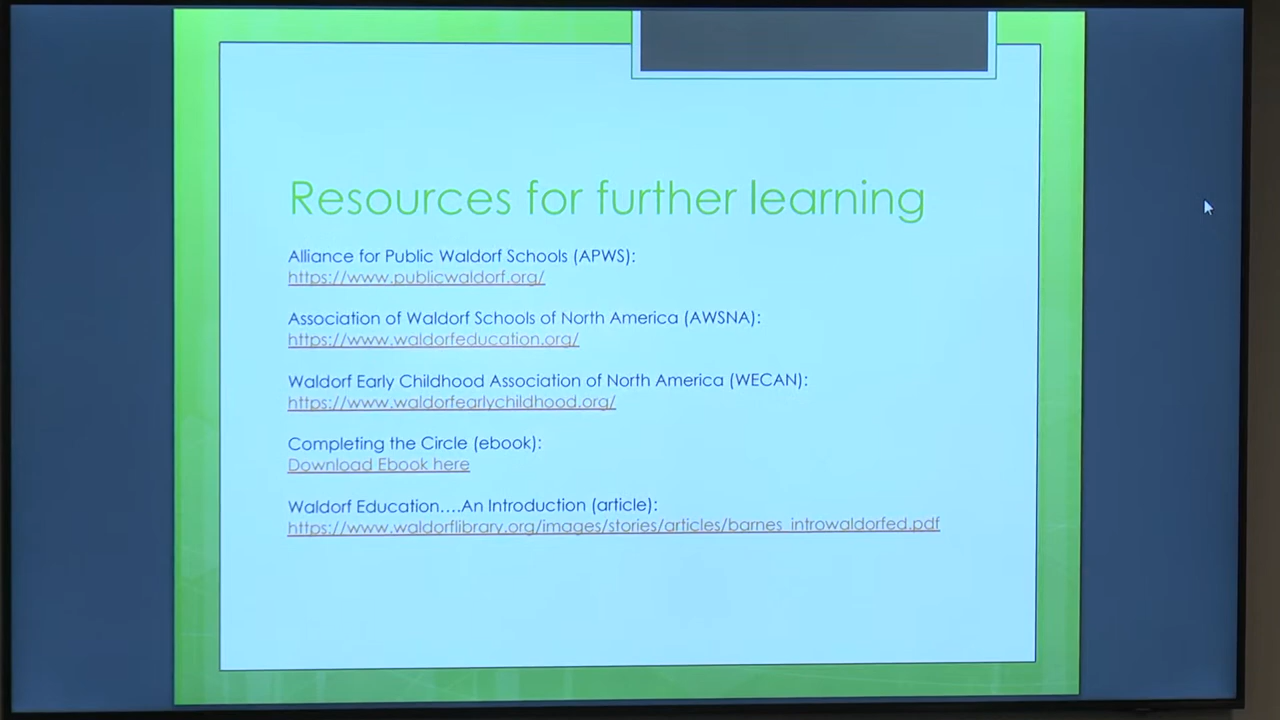 Resources for further learning
Alliance for Public Waldorf Schools (APWS):
https://www.publicwaldorf.org/
Association of Waldorf Schools of North America (AWSNA):
https://www.waldorfeducation.org/
Waldorf Early Childhood Association of North America (WECAN):
https://www.waldorfearlychildhood.org/
Completing the Circle (ebook):
Download Ebook here
Waldorf Education....An Introduction (article):
https://www.waldorflibrary.org/images/stories/articles/barnes_introwaldorfed.pdf